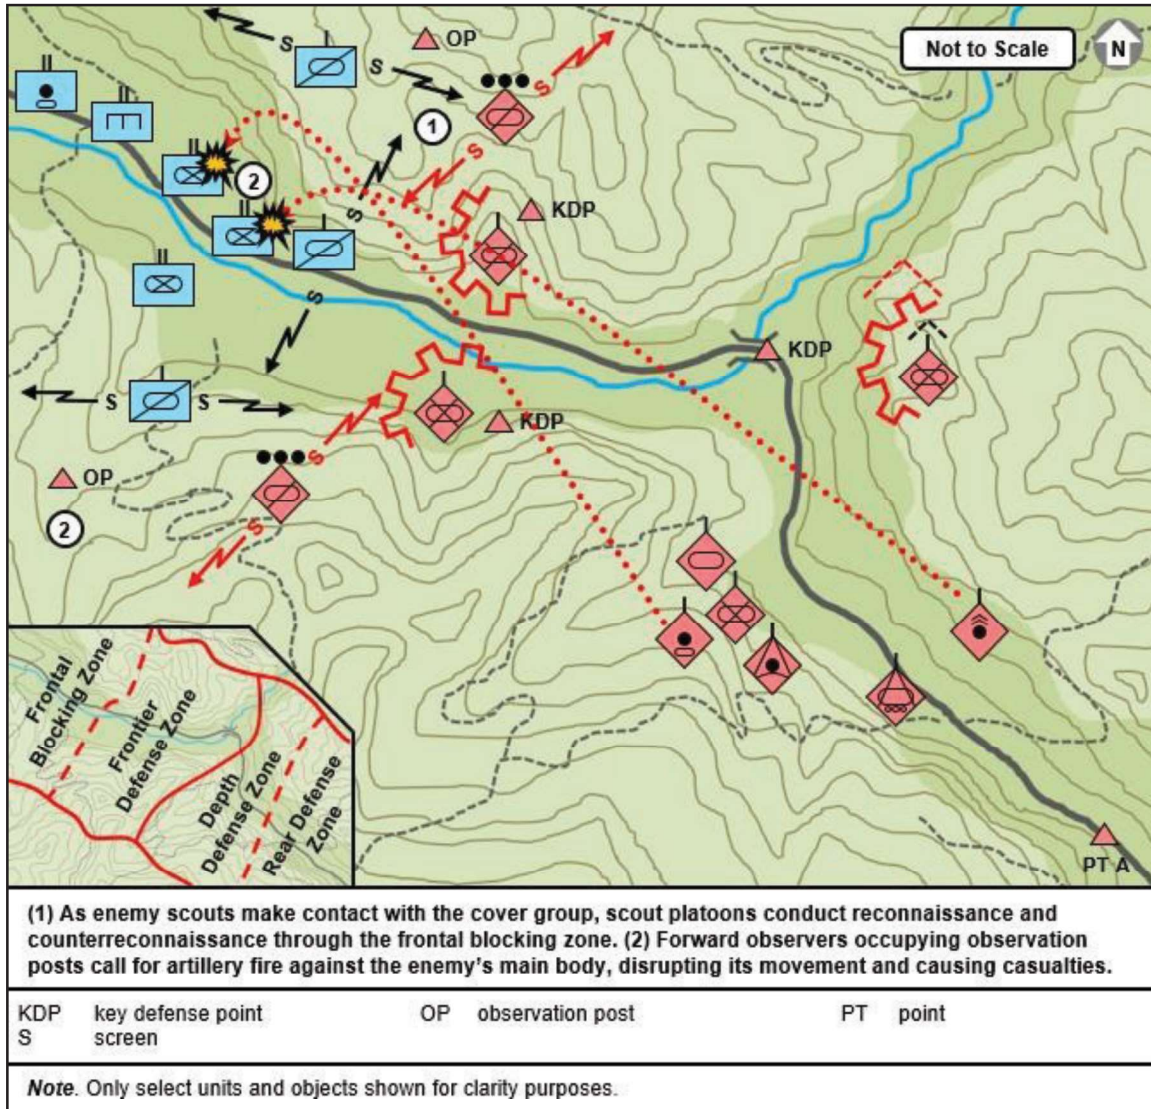 S
OP
Not to Scale
N
S
S
1
S
2
S
KDP
S
KDP
S
S
KDP
S
OP
2
S
Frontal
Blocking Zone
Frontier
Defense Zone
Depth
Defense Zone
Rear Defense
Zone
PT A
(1) As enemy scouts make contact with the cover group, scout platoons conduct reconnaissance and
counterreconnaissance through the frontal blocking zone. (2) Forward observers occupying observation
posts call for artillery fire against the enemy's main body, disrupting its movement and causing casualties.
KDP key defense point OP observation post PT point
S screen
Note. Only select units and objects shown for clarity purposes.